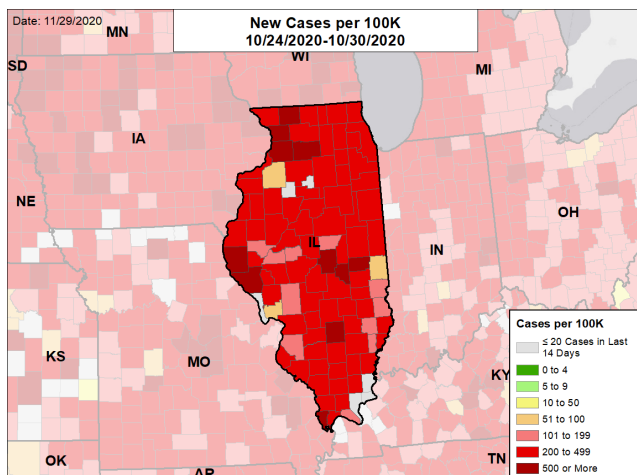 Date: 11/29/2020
New Cases per 100K
10/24/2020-10/30/2020
MN
WI
SD
MI
IA
NE
OH
IL
IN
KS
MO
KY
OK
AR
TN
Cases per 100K
≤ 20 Cases in Last
14 Days
0 to 4
5 to 9
10 to 50
51 to 100
101 to 199
200 to 499
500 or More